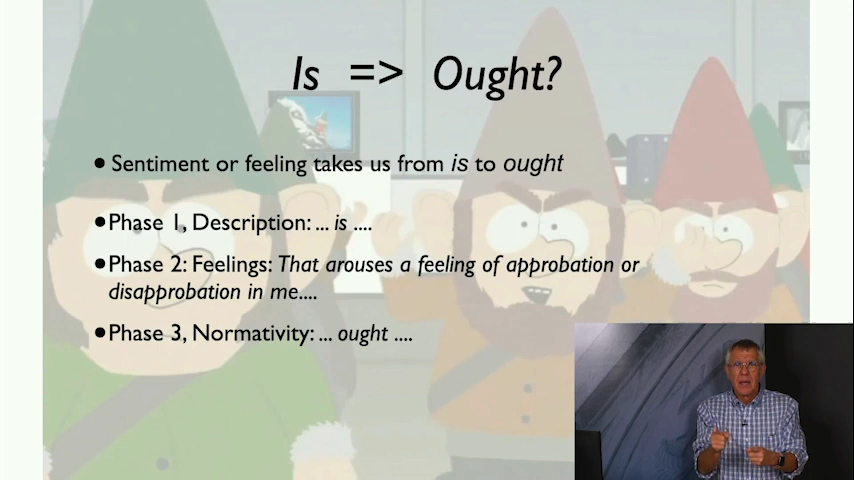 Is => Ought?
• Sentiment or feeling takes us from is to ought
• Phase 1, Description: ... is ....
• Phase 2: Feelings: That arouses a feeling of approbation or
disapprobation in me....
• Phase 3, Normativity: ... ought ....